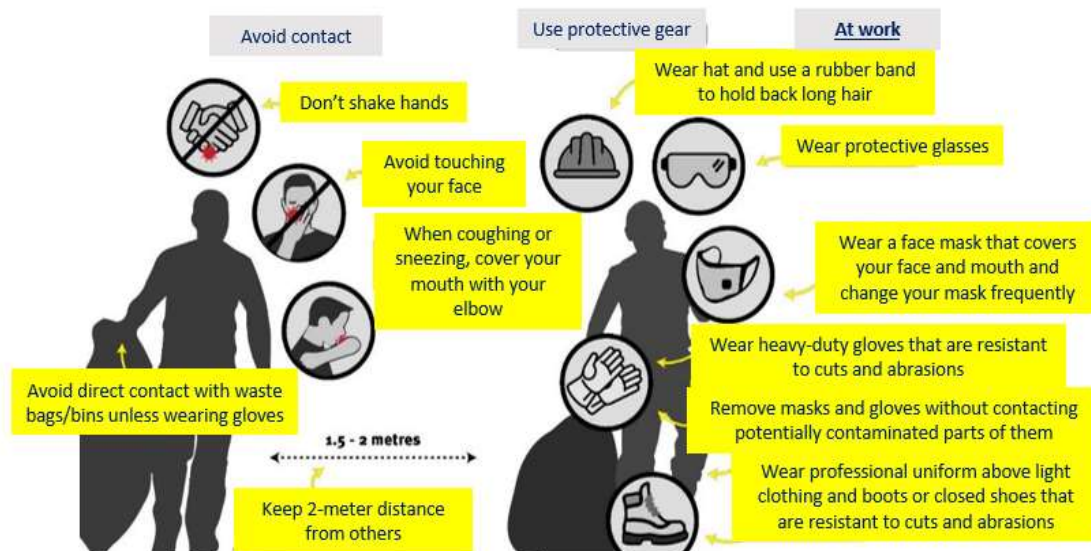 Avoid contact
Use protective gear
At work
Don't shake hands
Avoid touching
your face
When coughing or
sneezing, cover your
mouth with your
elbow
Avoid direct contact with waste
bags/bins unless wearing gloves
1.5 - 2 metres
Keep 2-meter distance
from others
Wear hat and use a rubber band
to hold back long hair
Wear protective glasses
Wear a face mask that covers
your face and mouth and
change your mask frequently
Wear heavy-duty gloves that are resistant
to cuts and abrasions
Remove masks and gloves without contacting
potentially contaminated parts of them
Wear professional uniform above light
clothing and boots or closed shoes that
are resistant to cuts and abrasions